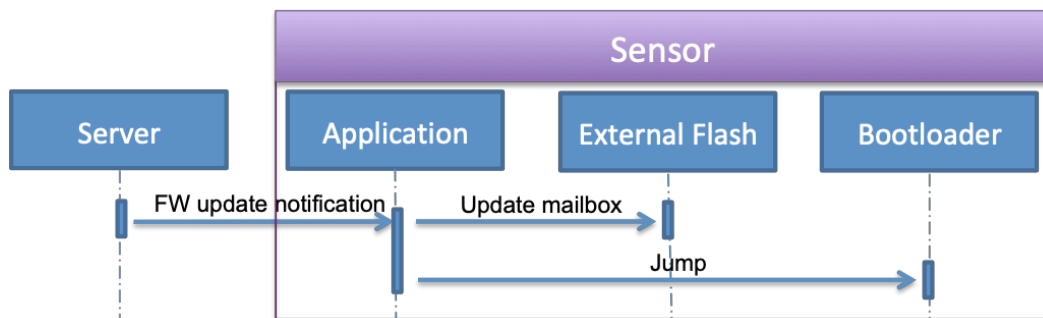 Sensor
Server
Application
External Flash
Bootloader
FW update notification
Update mailbox
Jump